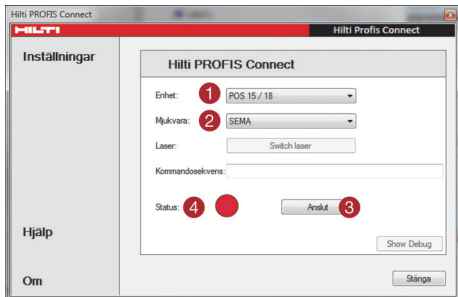 Hilti PROFIS Connect
HILTI
Hilti Profis Connect
Inställningar
Hilti PROFIS Connect
Enhet: 1 POS 15 / 18
Mjukvara: 2 SEMA
Laser: Switch laser
Kommandosekvens:
Status: 4 Anslut 3
Hjälp
Show Debug
Om
Stänga